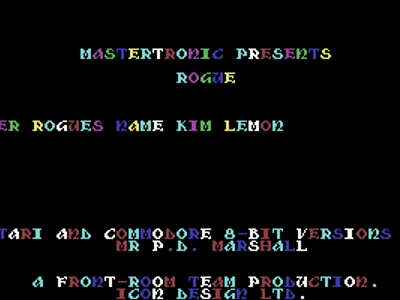 MASTERTRONIC PRESENTS
ROGUE
ER ROGUES NAME KIM LEMON
TARI AND COMMODORE 8-BIT VERSIONS
MR P.D. MARSHALL
A FRONT-ROOM TEAM PRODUCTION.
ICON DESIGN LTD.